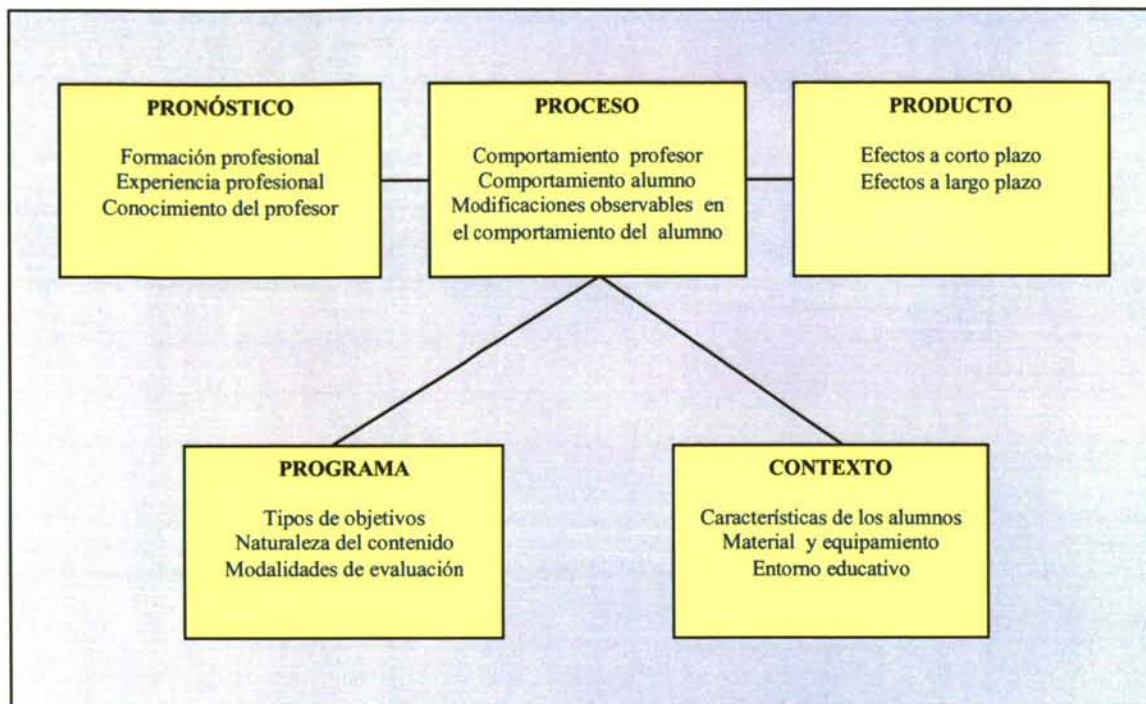 PRONÓSTICO
Formación profesional
Experiencia profesional
Conocimiento del profesor
PROCESO
Comportamiento profesor
Comportamiento alumno
Modificaciones observables en
el comportamiento del alumno
PRODUCTO
Efectos a corto plazo
Efectos a largo plazo
PROGRAMA
Tipos de objetivos
Naturaleza del contenido
Modalidades de evaluación
CONTEXTO
Características de los alumnos
Material y equipamiento
Entorno educativo